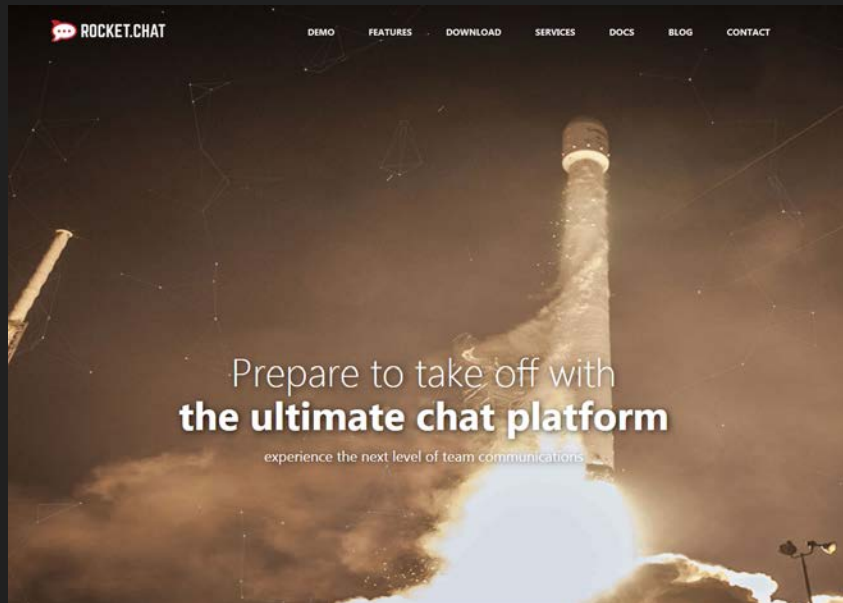 ROCKET.CHAT
DEMO FEATURES DOWNLOAD SERVICES DOCS BLOG CONTACT
Prepare to take off with
the ultimate chat platform
experience the next level of team communications